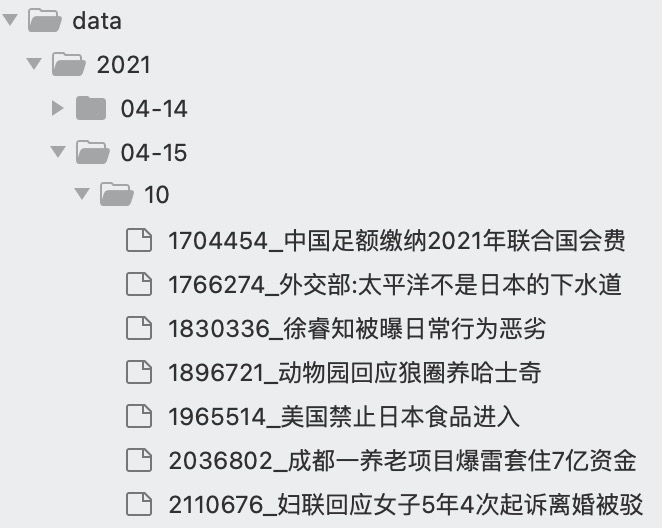 data
2021
04-14
04-15
10
1704454_中国足额缴纳2021年联合国会费
1766274_外交部:太平洋不是日本的下水道
1830336_徐睿知被曝日常行为恶劣
1896721_动物园回应狼圈养哈士奇
1965514_美国禁止日本食品进入
2036802_成都一养老项目爆雷套住7亿资金
2110676_妇联回应女子5年4次起诉离婚被驳